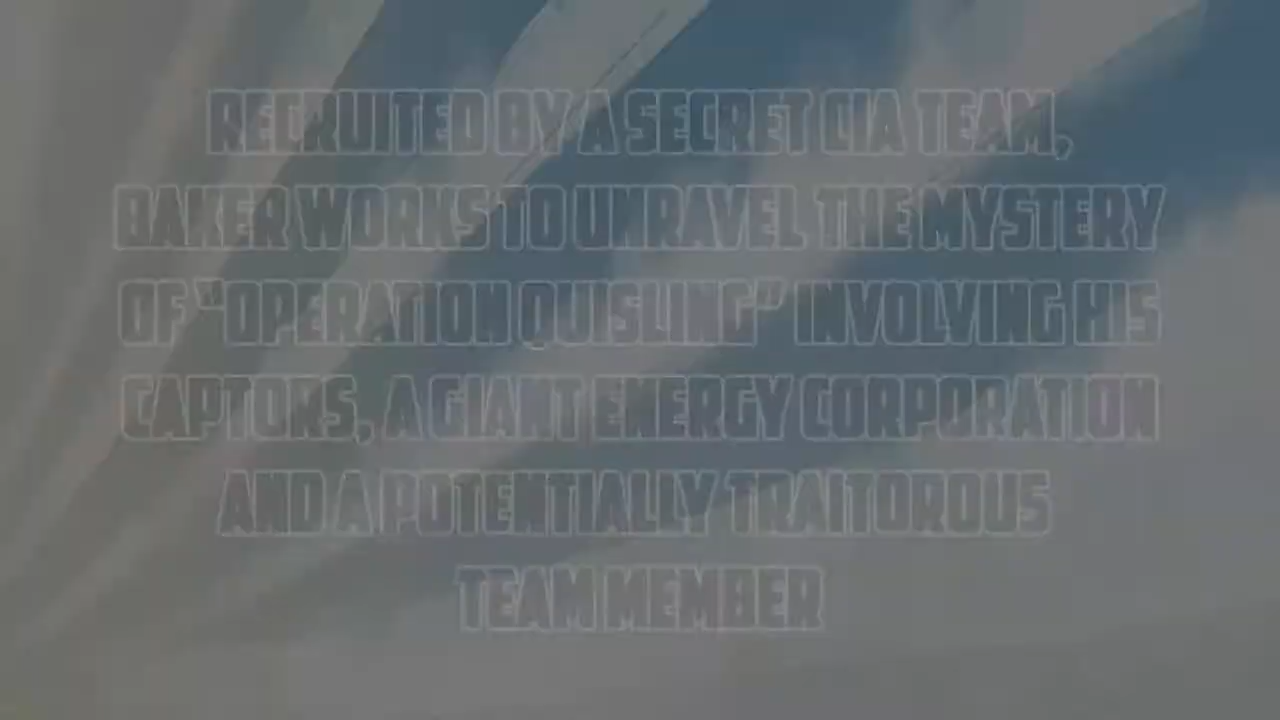 RECRUITED BY A SECRET CIA TEAM,
BAKER WORKS TO UNRAVEL THE MYSTERY
OF "OPERATION QUISLING" INVOLVING HIS
CAPTORS, A GIANT ENERGY CORPORATION
AND A POTENTIALLY TRAITOROUS
TEAM MEMBER